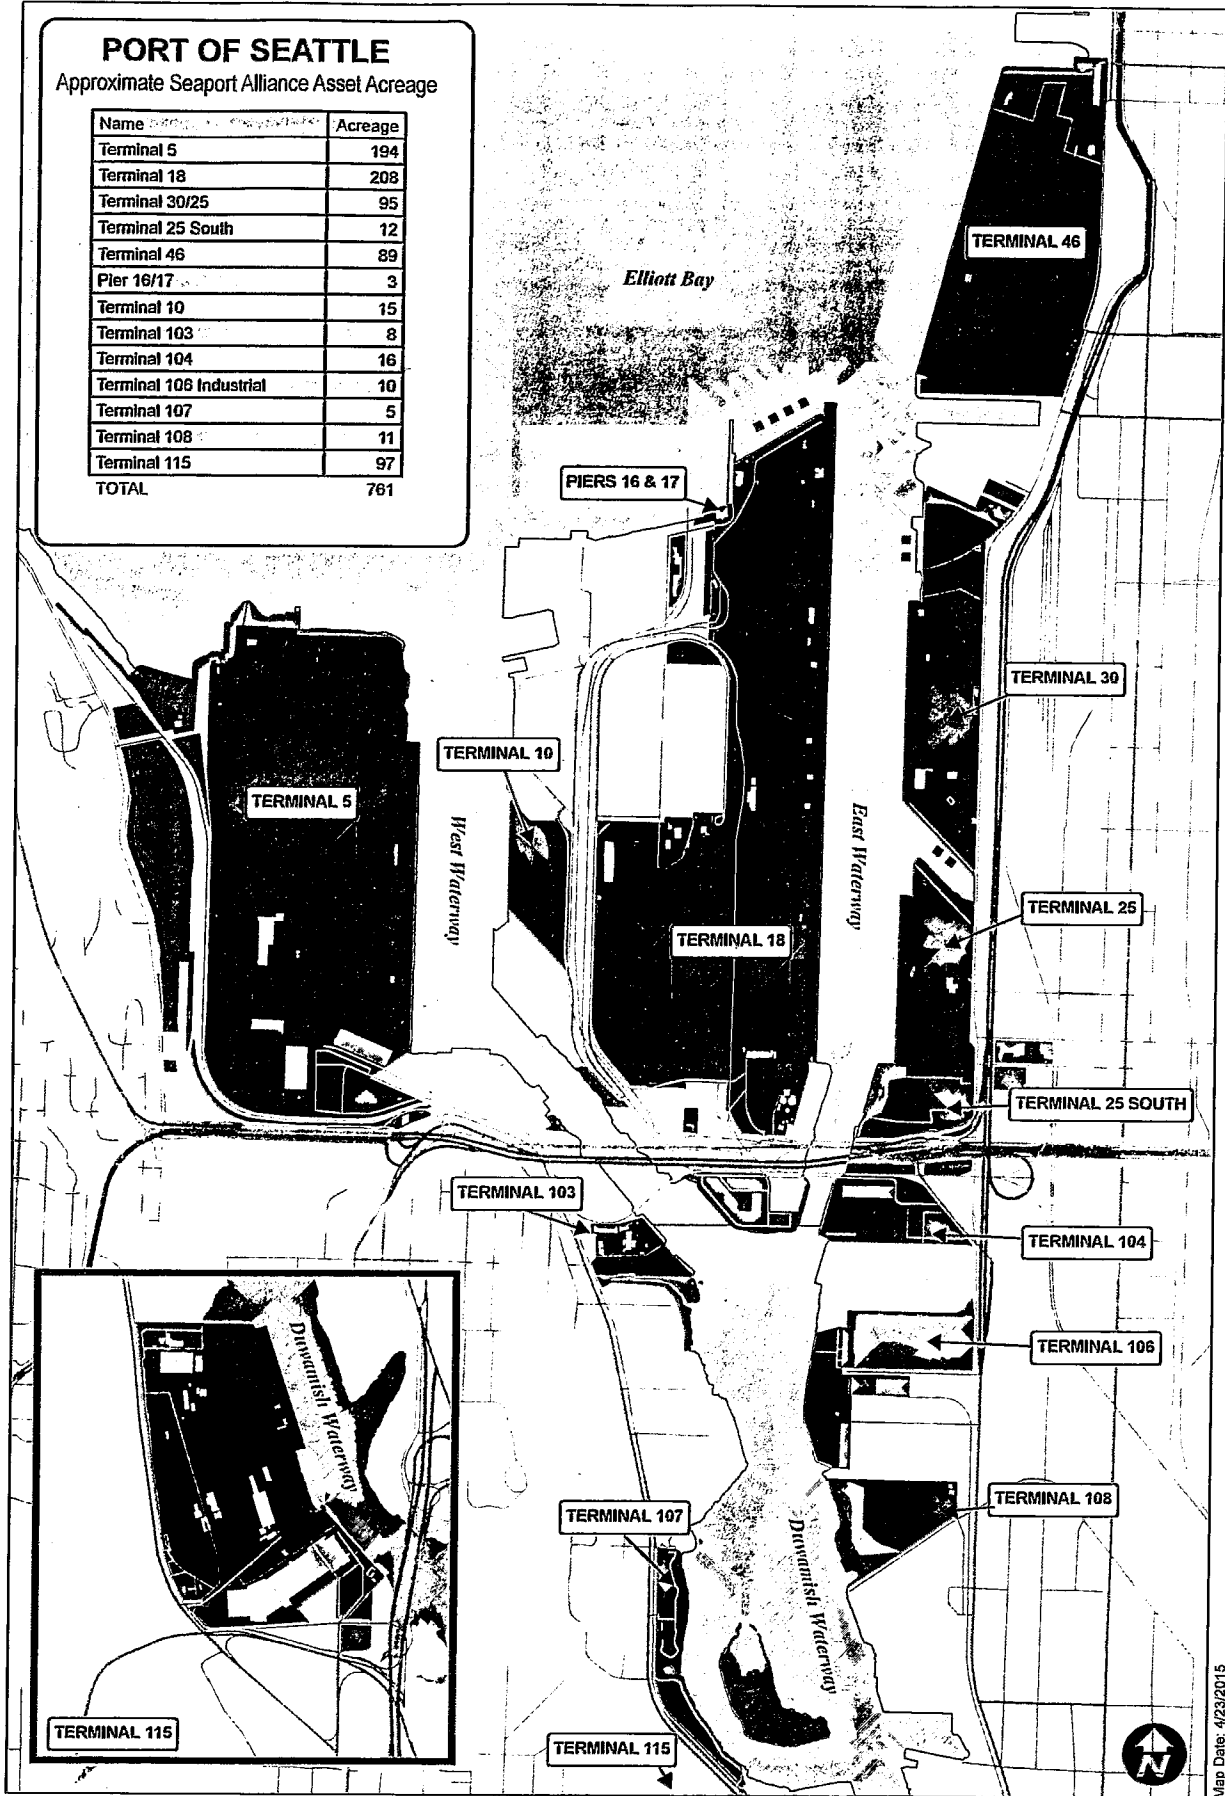 PORT OF SEATTLE
Approximate Seaport Alliance Asset Acreage
Name Acreage
Terminal 5 194
Terminal 18 208
Terminal 30/25 95
Terminal 25 South 12
Terminal 46 89
Pier 16/17 3
Terminal 10 15
Terminal 103 8
Terminal 104 16
Terminal 106 Industrial 10
Terminal 107 5
Terminal 108 11
Terminal 115 97
TOTAL 761
TERMINAL 46
Elliott Bay
PIERS 16 & 17
TERMINAL 30
TERMINAL 10
TERMINAL 5
West Waterway
East Waterway
TERMINAL 25
TERMINAL 18
TERMINAL 25 SOUTH
TERMINAL 103
TERMINAL 104
TERMINAL 106
Duwamish Waterway
TERMINAL 108
TERMINAL 107
Duwamish Waterway
TERMINAL 115
TERMINAL 115
N
Map Date: 4/23/2015